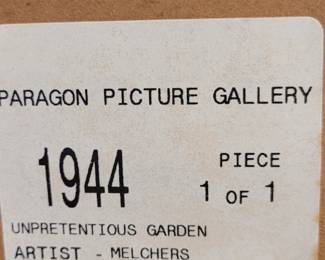 PARAGON PICTURE GALLERY
1944
PIECE
1 OF 1
UNPRETENTIOUS GARDEN
ARTIST - MELCHERS